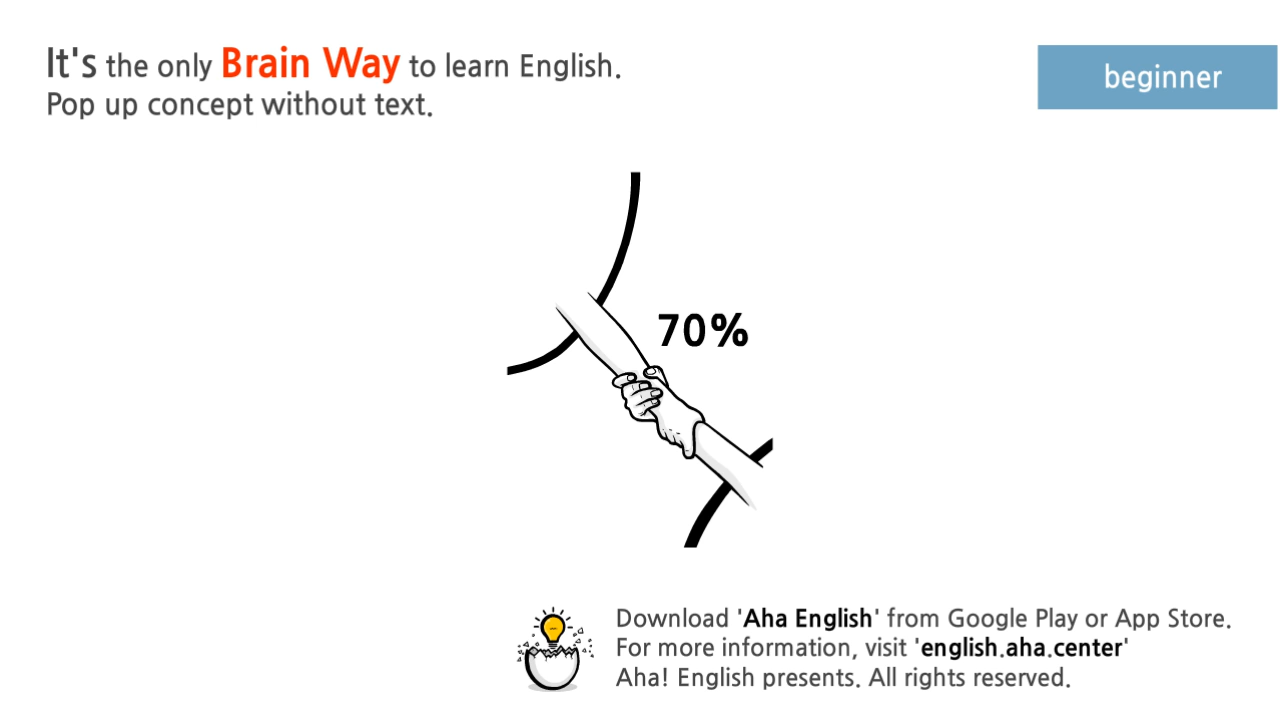 It's the only Brain Way to learn English.
Pop up concept without text.
beginner
70%
Download 'Aha English' from Google Play or App Store.
For more information, visit 'english.aha.center'
Aha! English presents. All rights reserved.